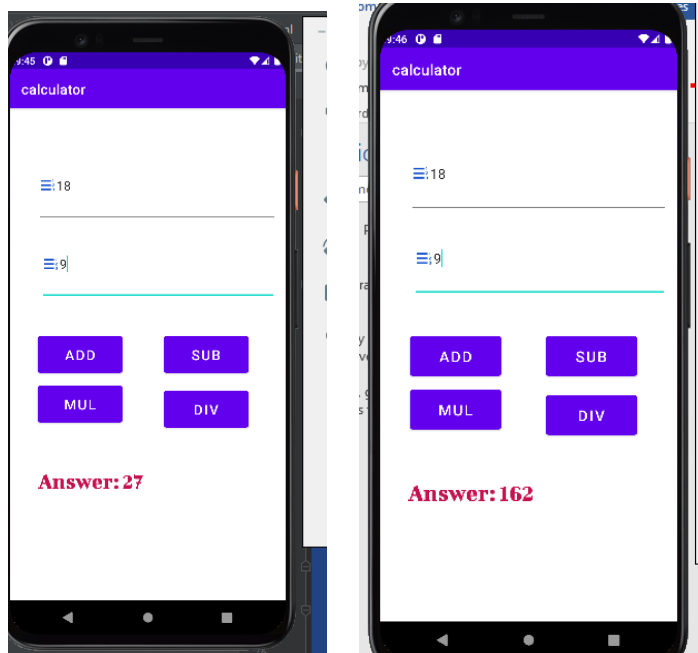 9:45
calculator
18
9
ADD
SUB
MUL
DIV
Answer: 27
9:46
calculator
18
9
ADD
SUB
MUL
DIV
Answer: 162